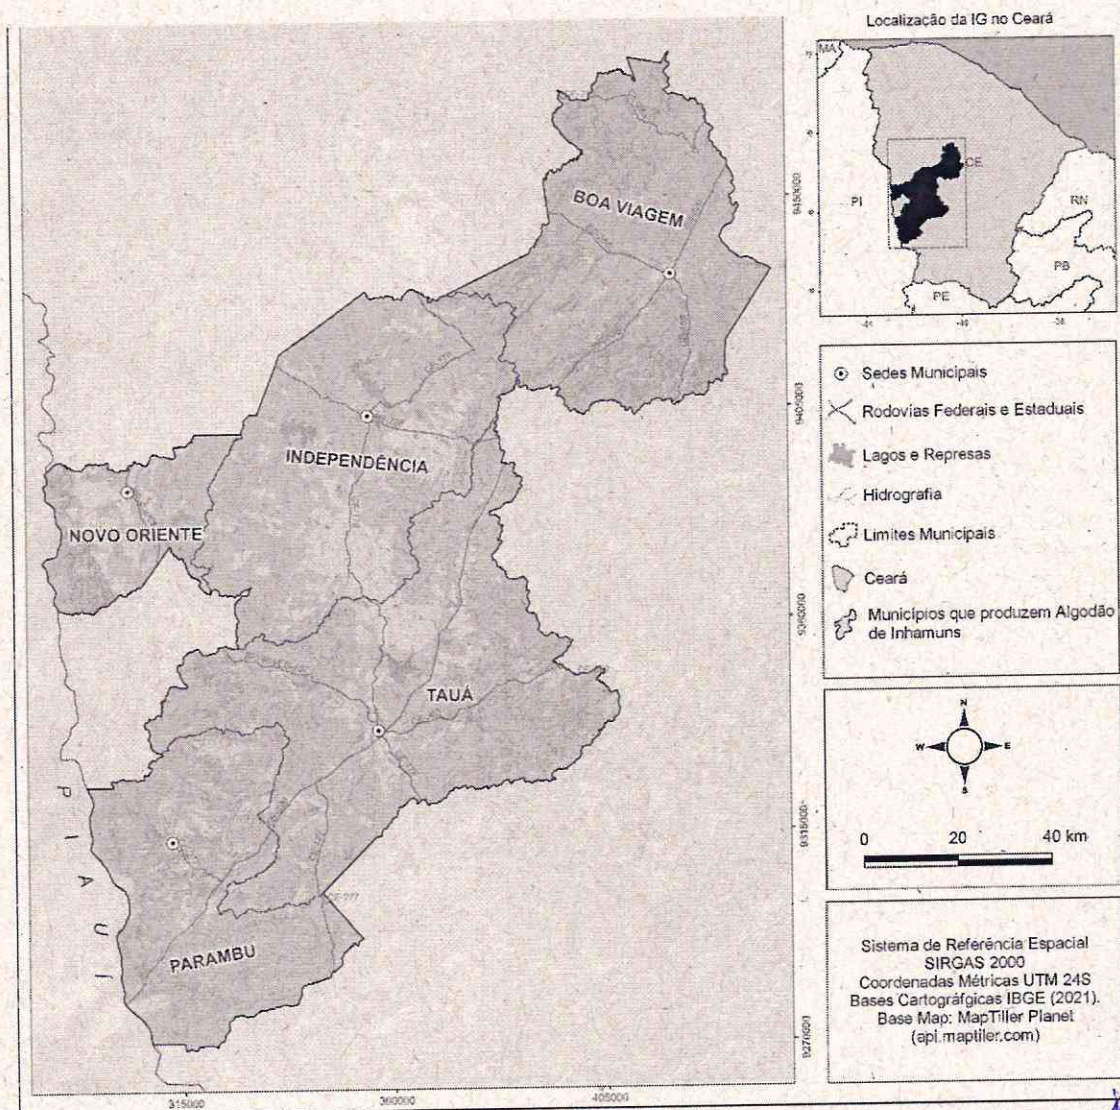 Localização da IG no Ceará
MA
CE
PI
RN
PB
PE
BOA VIAGEM
INDEPENDÊNCIA
NOVO ORIENTE
TAUÁ
PARAMBU
PIAUÍ
9450000
9405000
9360000
9315000
9270000
315000
360000
405000
Sedes Municipais
Rodovias Federais e Estaduais
Lagos e Represas
Hidrografia
Limites Municipais
Ceará
Municípios que produzem Algodão
de Inhamuns
N
W
E
S
0 20 40 km
Sistema de Referência Espacial
SIRGAS 2000
Coordenadas Métricas UTM 24S
Bases Cartográfgicas IBGE (2021).
Base Map: MapTiller Planet
(api.maptiler.com)